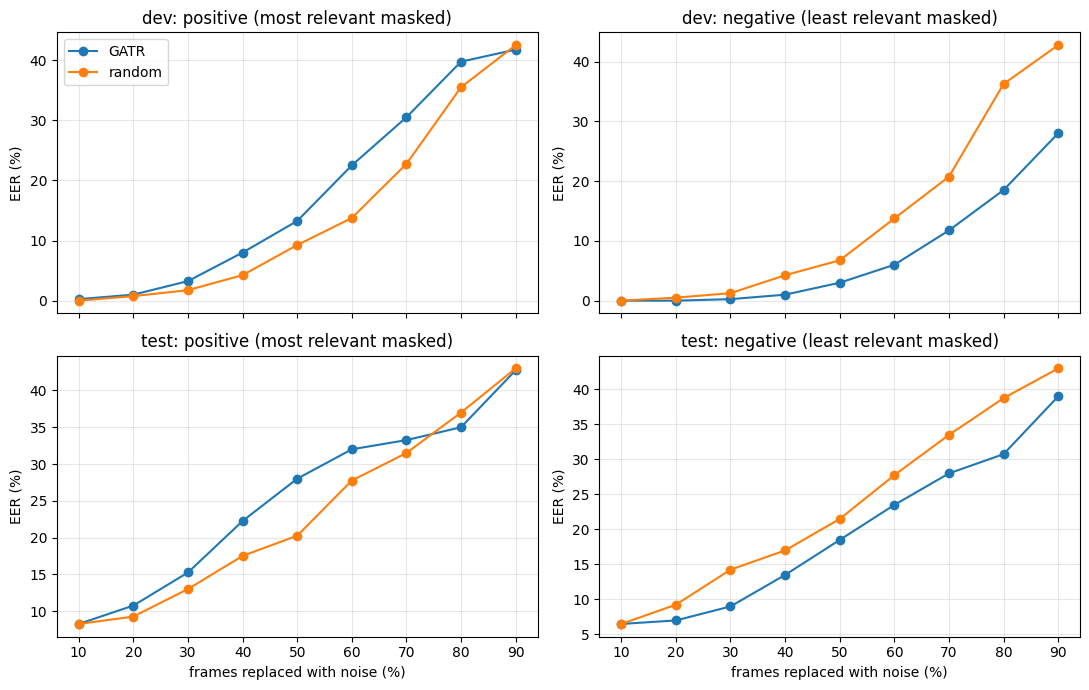 dev: positive (most relevant masked)
dev: negative (least relevant masked)
GATR
random
EER (%)
40
30
20
10
0
EER (%)
40
30
20
10
0
test: positive (most relevant masked)
test: negative (least relevant masked)
EER (%)
40
35
30
25
20
15
10
EER (%)
40
35
30
25
20
15
10
5
10 20 30 40 50 60 70 80 90
10 20 30 40 50 60 70 80 90
frames replaced with noise (%)
frames replaced with noise (%)